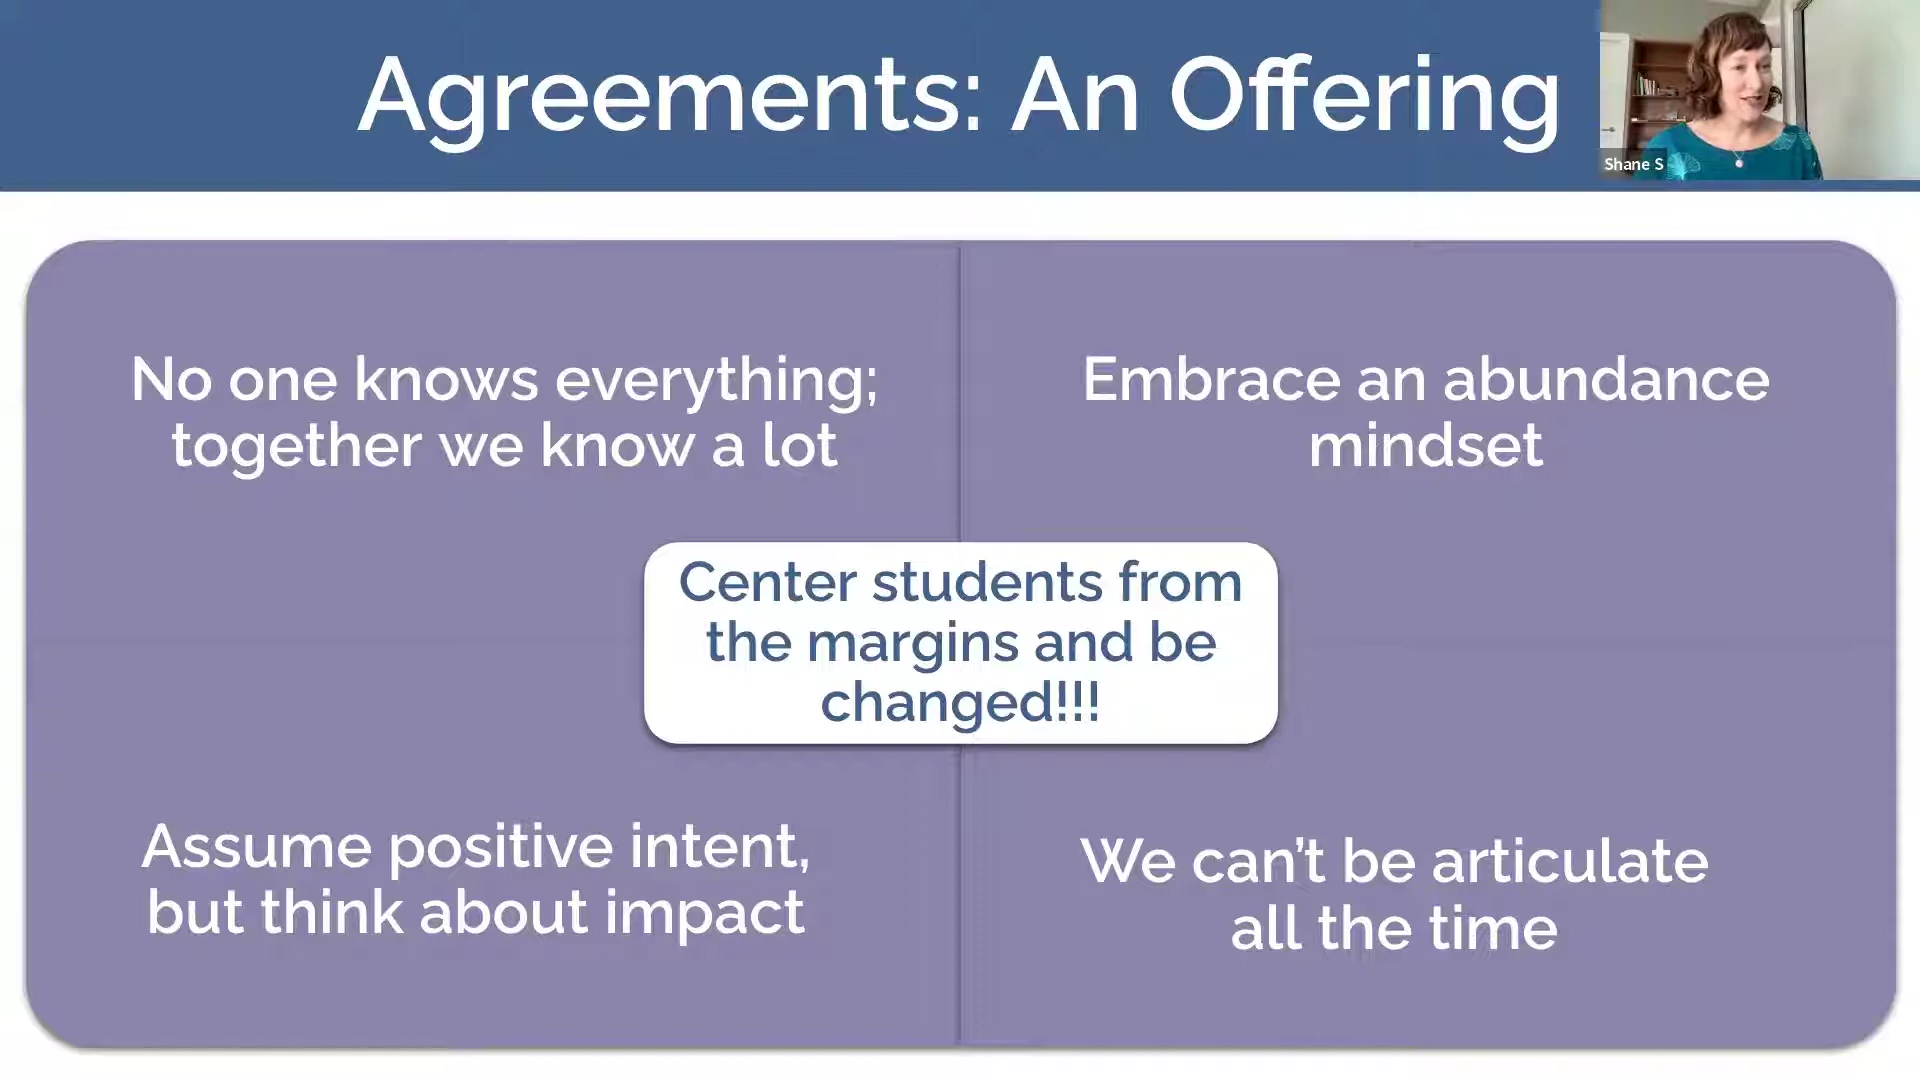 Agreements: An Offering
Shane S
No one knows everything;
together we know a lot
Embrace an abundance
mindset
Center students from
the margins and be
changed!!!
Assume positive intent,
but think about impact
We can’t be articulate
all the time